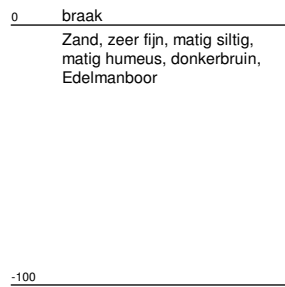 0 braak
Zand, zeer fijn, matig siltig,
matig humeus, donkerbruin,
Edelmanboor
-100